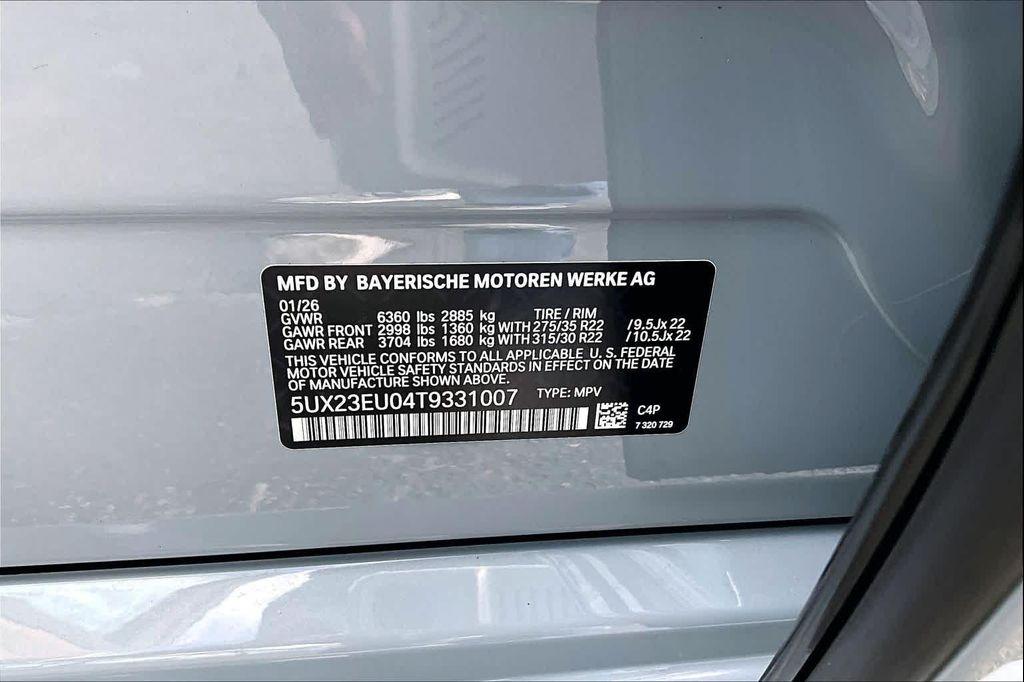 MFD BY BAYERISCHE MOTOREN WERKE AG
01/26
GVWR 6360 lbs 2885 kg TIRE / RIM
GAWR FRONT 2998 lbs 1360 kg WITH 275/35 R22 /9.5Jx 22
GAWR REAR 3704 lbs 1680 kg WITH 315/30 R22 /10.5Jx 22
THIS VEHICLE CONFORMS TO ALL APPLICABLE U. S. FEDERAL
MOTOR VEHICLE SAFETY STANDARDS IN EFFECT ON THE DATE
OF MANUFACTURE SHOWN ABOVE.
5UX23EU04T9331007 TYPE: MPV
C4P
7 320 729